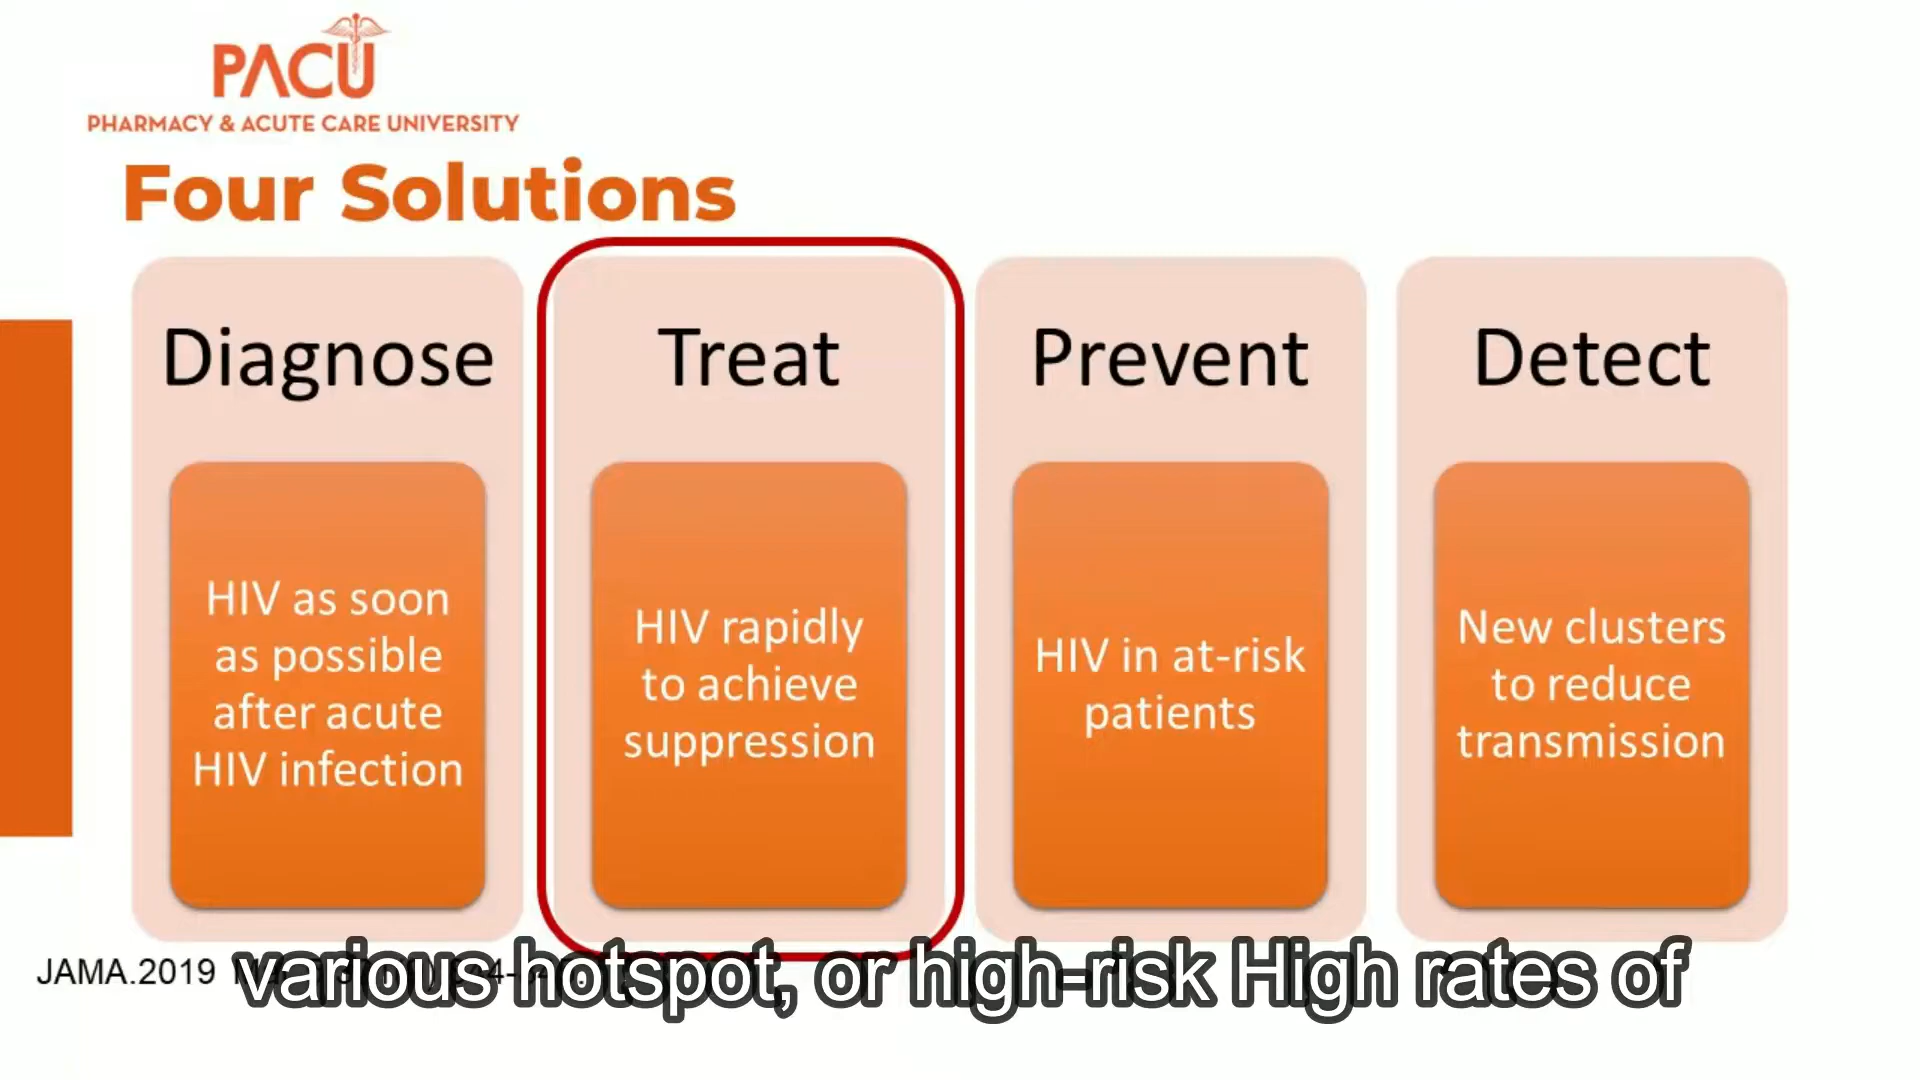 PACU
PHARMACY & ACUTE CARE UNIVERSITY
Four Solutions
Diagnose
HIV as soon
as possible
after acute
HIV infection
Treat
HIV rapidly
to achieve
suppression
Prevent
HIV in at-risk
patients
Detect
New clusters
to reduce
transmission
JAMA.2019
various hotspot, or high-risk High rates of